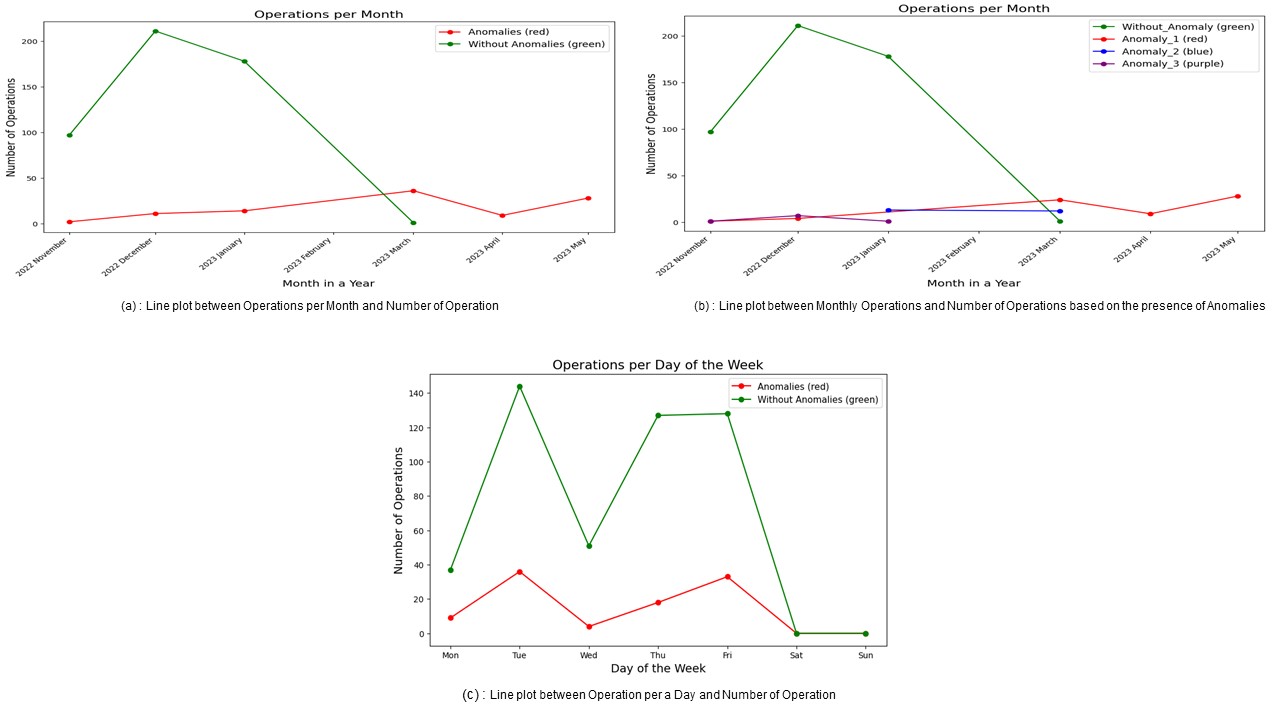 Operations per Month
Anomalies (red)
Without Anomalies (green)
200
150
100
50
0
Number of Operations
2022 November
2022 December
2023 January
2023 February
2023 March
2023 April
2023 May
Month in a Year
(a) : Line plot between Operations per Month and Number of Operation
Operations per Month
Without_Anomaly (green)
Anomaly_1 (red)
Anomaly_2 (blue)
Anomaly_3 (purple)
200
150
100
50
0
Number of Operations
2022 November
2022 December
2023 January
2023 February
2023 March
2023 April
2023 May
Month in a Year
(b) : Line plot between Monthly Operations and Number of Operations based on the presence of Anomalies
Operations per Day of the Week
Anomalies (red)
Without Anomalies (green)
140
120
100
80
60
40
20
0
Number of Operations
Mon
Tue
Wed
Thu
Fri
Sat
Sun
Day of the Week
(c) : Line plot between Operation per a Day and Number of Operation